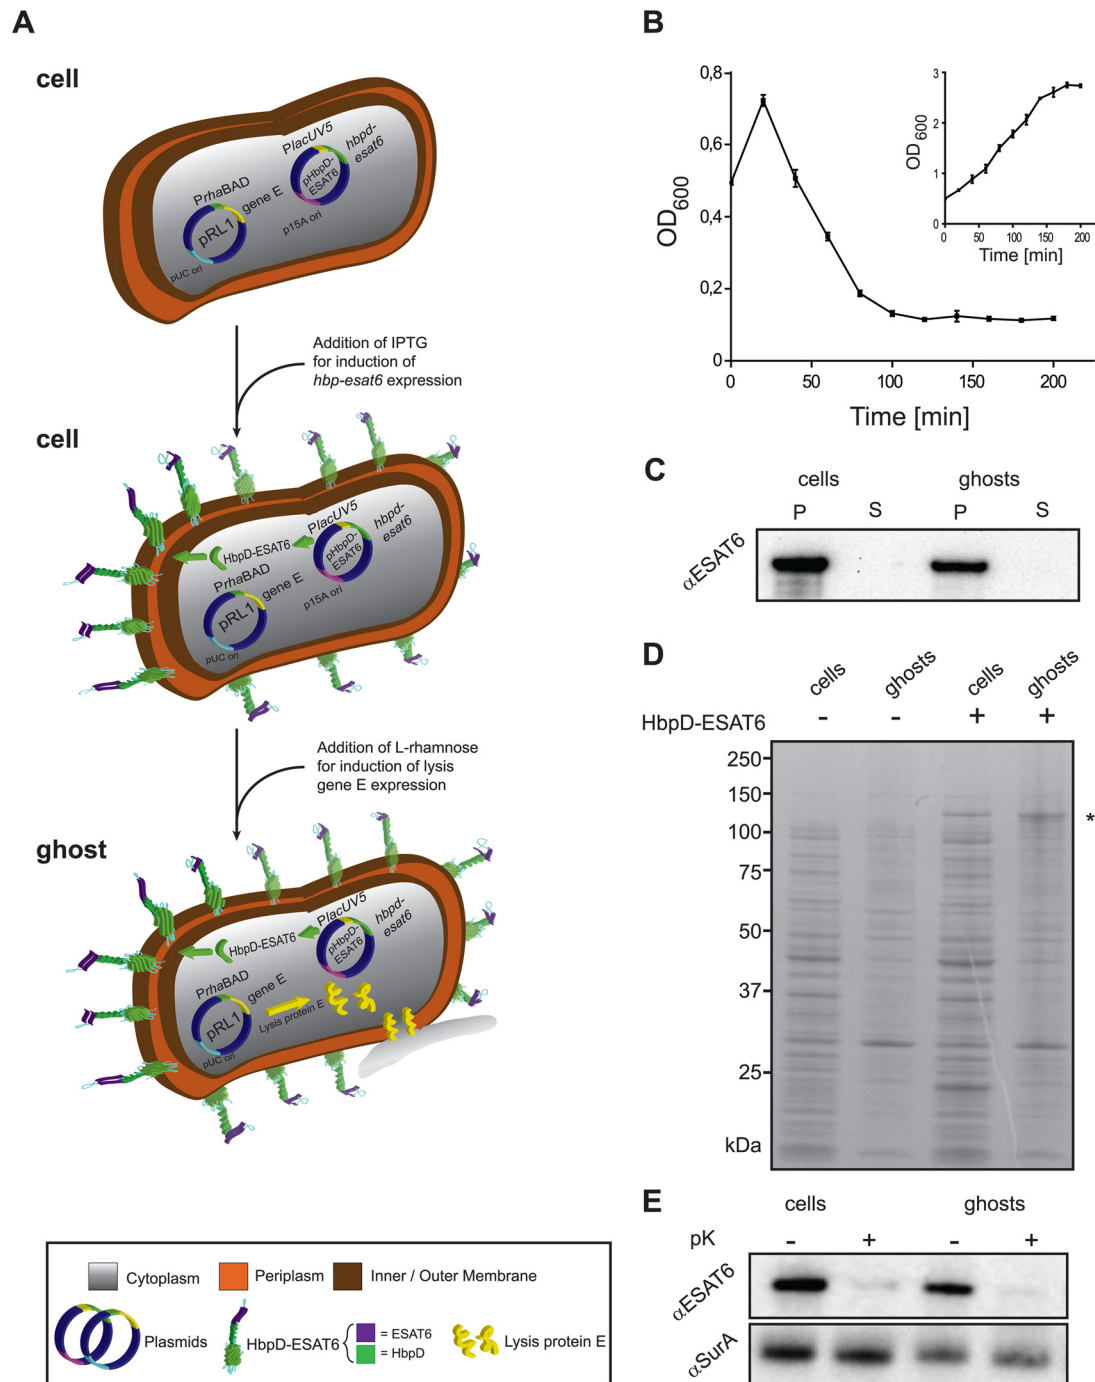 A
cell
PlacUV5
hbpd-
esat6
pHbpD-
ESAT6
PrhaBAD
gene E
pRL1
p15A ori
pUC ori
Addition of IPTG
for induction of
hbp-esat6 expression
cell
PlacUV5
hbpd-
esat6
HbpD-ESAT6
pHbpD-
ESAT6
PrhaBAD
gene E
pRL1
p15A ori
pUC ori
Addition of L-rhamnose
for induction of lysis
gene E expression
ghost
PlacUV5
hbpd-
esat6
HbpD-ESAT6
pHbpD-
ESAT6
PrhaBAD
gene E
pRL1
Lysis protein E
pUC ori
Cytoplasm
Periplasm
Inner / Outer Membrane
Plasmids
HbpD-ESAT6
= ESAT6
= HbpD
Lysis protein E
B
0,8
0,6
0,4
0,2
0
OD600
0 50 100 150 200
Time [min]
3
2
1
0
OD600
0 40 80 120 160 200
Time [min]
C
cells ghosts
P S P S
αESAT6
D
cells ghosts cells ghosts
HbpD-ESAT6 - - + +
250
150
100
75
50
37
25
kDa
*
E
cells ghosts
pK - + - +
αESAT6
αSurA